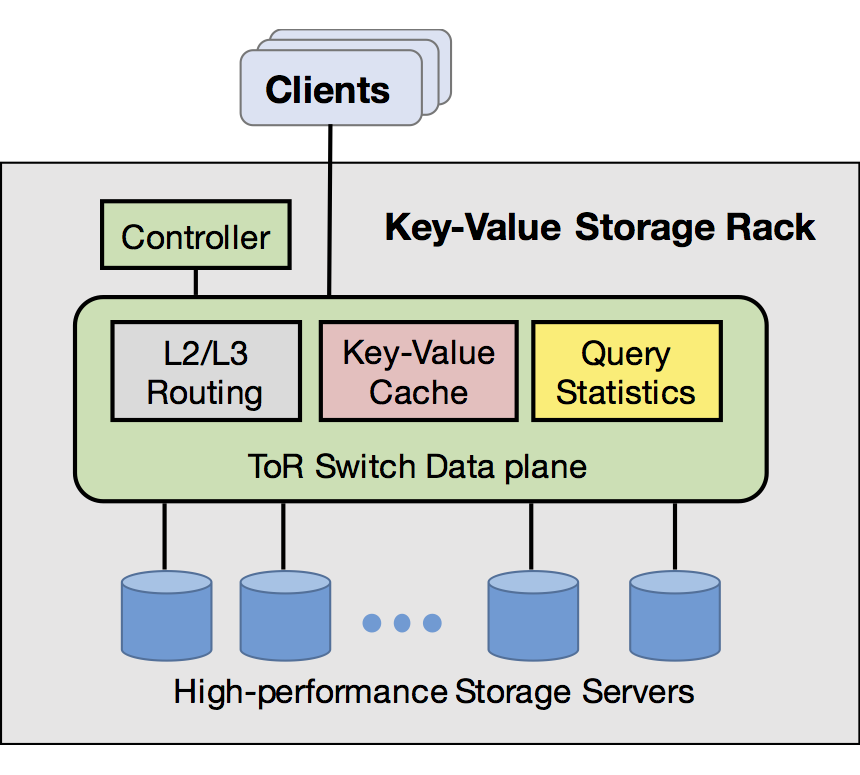 Clients
Controller
Key-Value Storage Rack
L2/L3
Routing
Key-Value
Cache
Query
Statistics
ToR Switch Data plane
High-performance Storage Servers